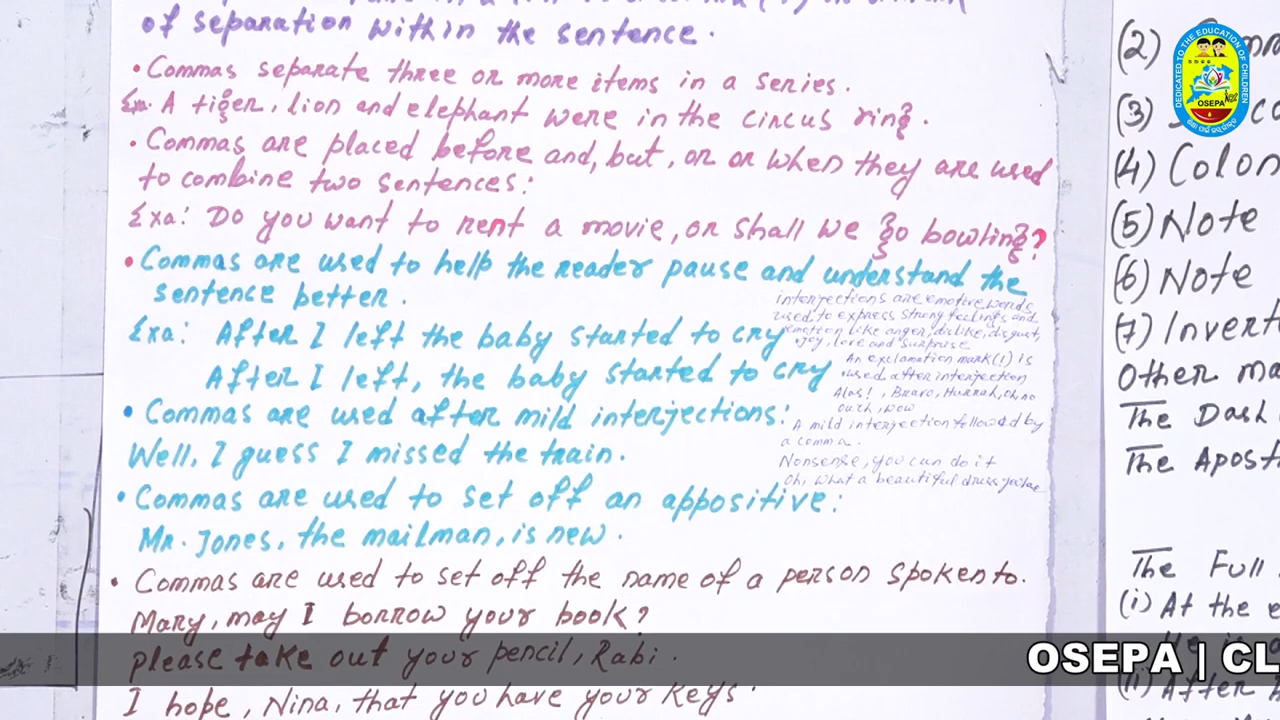 of separation within the sentence.
• Commas separate three or more items in a series.
Ex. A tiger, lion and elephant were in the circus ring.
• Commas are placed before and, but, or or when they are used
to combine two sentences:
Exa: Do you want to rent a movie, or shall we go bowling?
• Commas are used to help the reader pause and understand the
sentence better.
Exa: After I left the baby started to cry
After I left, the baby started to cry
• Commas are used after mild interjections:
Well, I guess I missed the train.
• Commas are used to set off an appositive:
Mr. Jones, the mailman, is new.
• Commas are used to set off the name of a person spoken to.
Mary, may I borrow your book?
please take out your pencil, Rabi.
I hope, Nina, that you have your keys.
interjections are emotive words
used to express strong feelings and
emotion like anger, dislike, disgust,
joy, love and surprise
An exclamation mark(!) is
used after interjection
Alas!, Bravo, Hurrah, oh, no
ouch, wow
A mild interjection followed by
a comma.
Nonsense, you can do it
Oh, what a beautiful dress
(2)
(3)
(4) Colon
(5) Note
(6) Note
(7) Invert
Other ma
The Dash
The Apost
The Full
(i) At the e
(ii) After
DEDICATED TO THE EDUCATION OF CHILDREN
OSEPA
OSEPA | CL